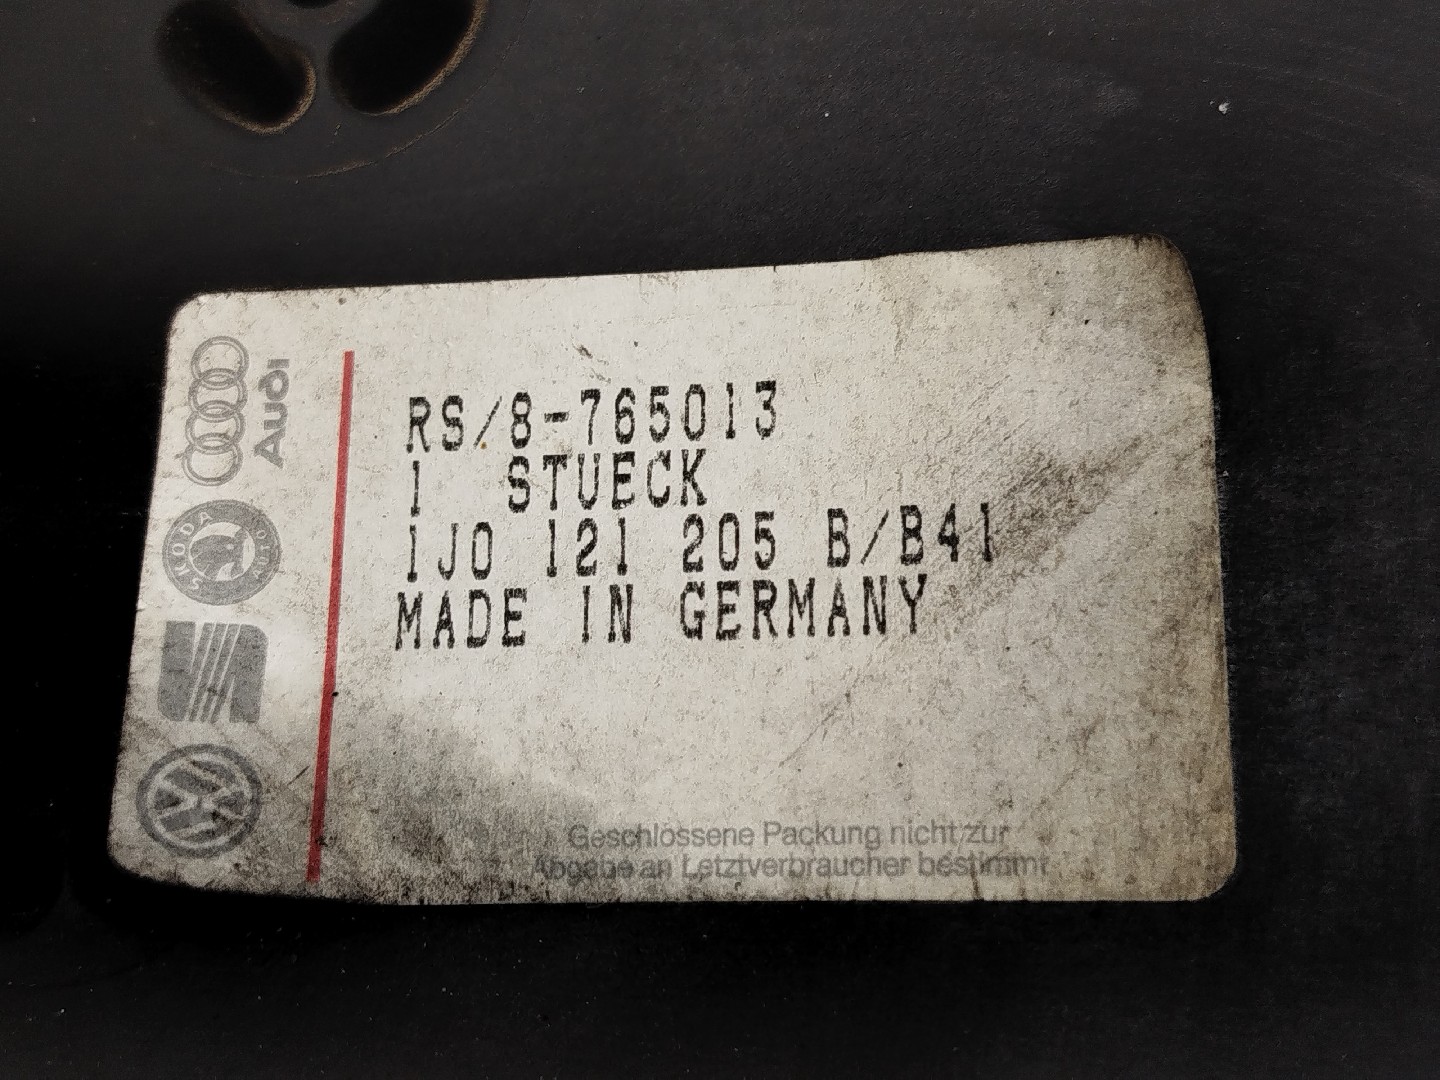 Audi
SKODA
RS/8-765013
1 STUECK
1J0 121 205 B/B41
MADE IN GERMANY
Geschlossene Packung nicht zur
Abgabe an Letztverbraucher bestimmt